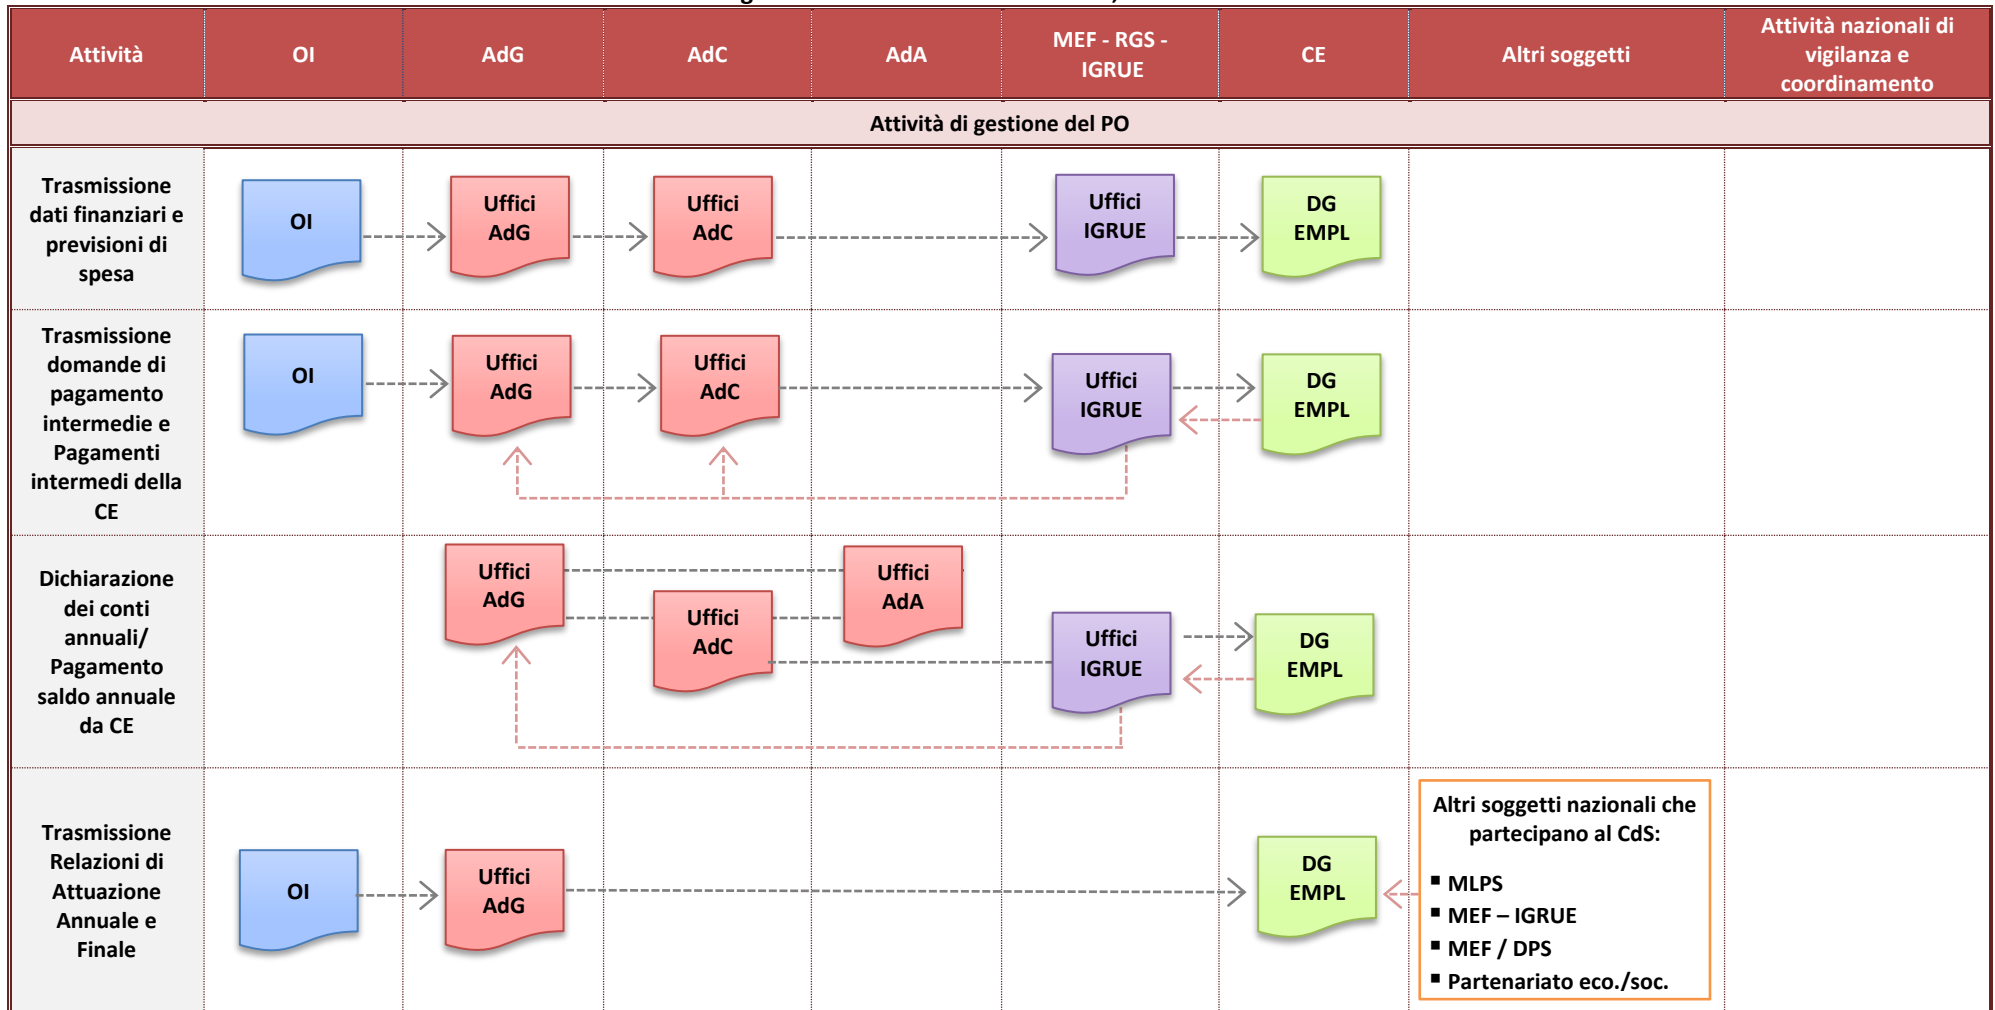 Attività
OI
AdG
AdC
AdA
MEF - RGS -
IGRUE
CE
Altri soggetti
Attività nazionali di
vigilanza e
coordinamento
Attività di gestione del PO
Trasmissione
dati finanziari e
previsioni di
spesa
OI
Uffici
AdG
Uffici
AdC
Uffici
IGRUE
DG
EMPL
Trasmissione
domande di
pagamento
intermedie e
Pagamenti
intermedi della
CE
OI
Uffici
AdG
Uffici
AdC
Uffici
IGRUE
DG
EMPL
Dichiarazione
dei conti
annuali/
Pagamento
saldo annuale
da CE
Uffici
AdG
Uffici
AdC
Uffici
AdA
Uffici
IGRUE
DG
EMPL
Trasmissione
Relazioni di
Attuazione
Annuale e
Finale
OI
Uffici
AdG
DG
EMPL
Altri soggetti nazionali che
partecipano al CdS:
▪ MLPS
▪ MEF – IGRUE
▪ MEF / DPS
▪ Partenariato eco./soc.